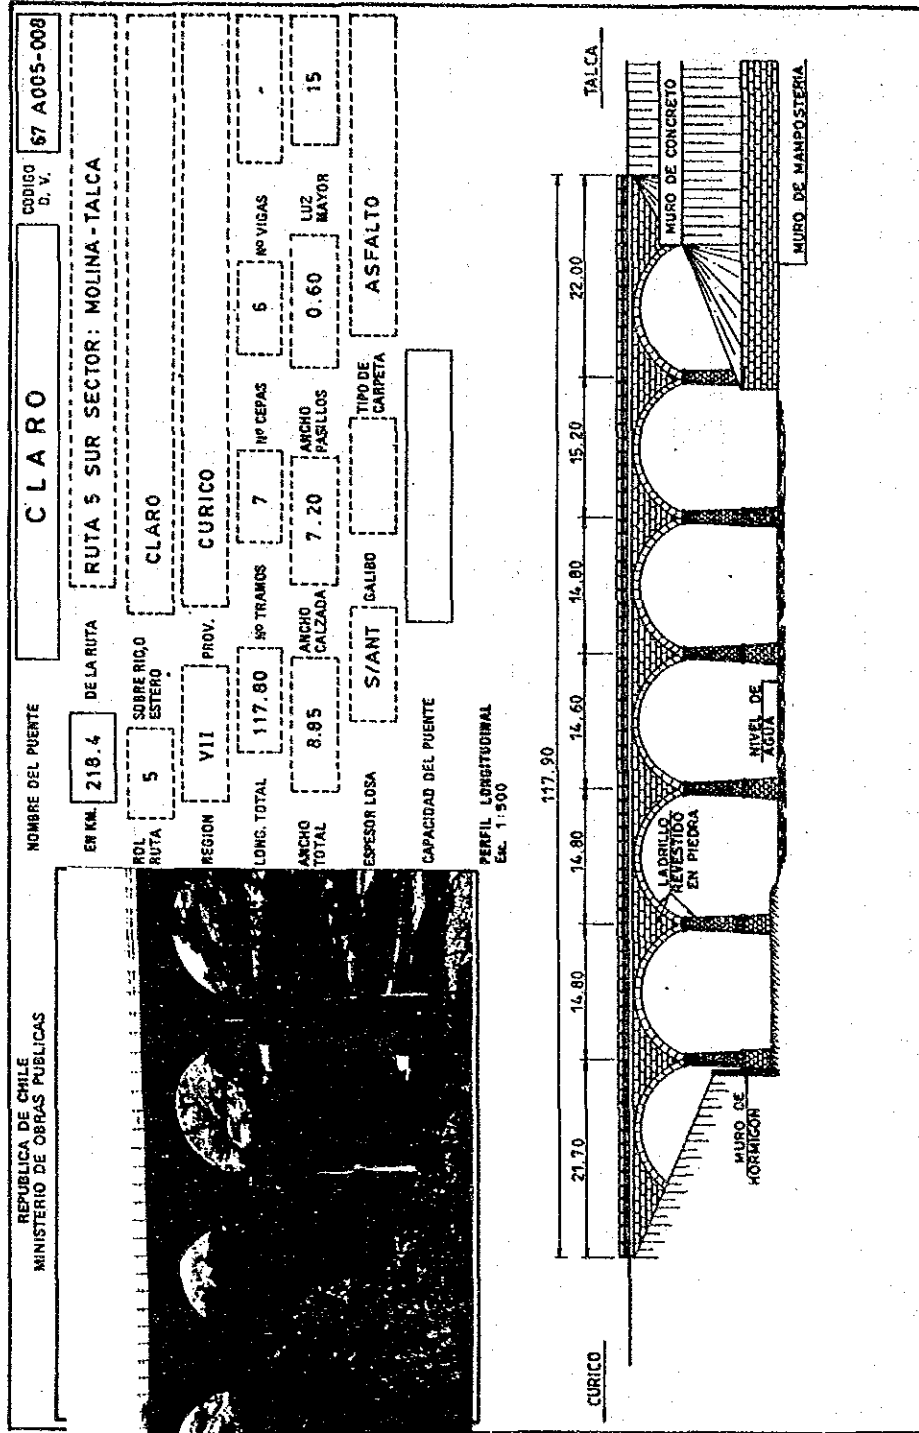 REPUBLICA DE CHILE
MINISTERIO DE OBRAS PUBLICAS
NOMBRE DEL PUENTE
C L A R O
CODIGO D. V.
67 A005-008
EN KM.
218.4
DE LA RUTA
RUTA 5 SUR SECTOR: MOLINA-TALCA
ROL RUTA
5
SOBRE RIO,O ESTERO
CLARO
REGION
VII
PROV.
CURICO
LONG. TOTAL
117.80
Nº TRAMOS
7
Nº CEPAS
6
Nº VIGAS
-
ANCHO TOTAL
8.85
ANCHO CALZADA
7.20
ANCHO PASILLOS
0.60
LUZ MAYOR
15
ESPESOR LOSA
S/ANT
GALIBO
TIPO DE CARPETA
ASFALTO
CAPACIDAD DEL PUENTE
PERFIL LONGITUDINAL
Esc. 1:500
CURICO
TALCA
117.90
21.70
14.80
14.80
14.60
14.80
15.20
22.00
MURO DE HORMIGON
LADRILLO REVESTIDO EN PIEDRA
NIVEL DE AGUA
MURO DE CONCRETO
MURO DE MAMPOSTERIA